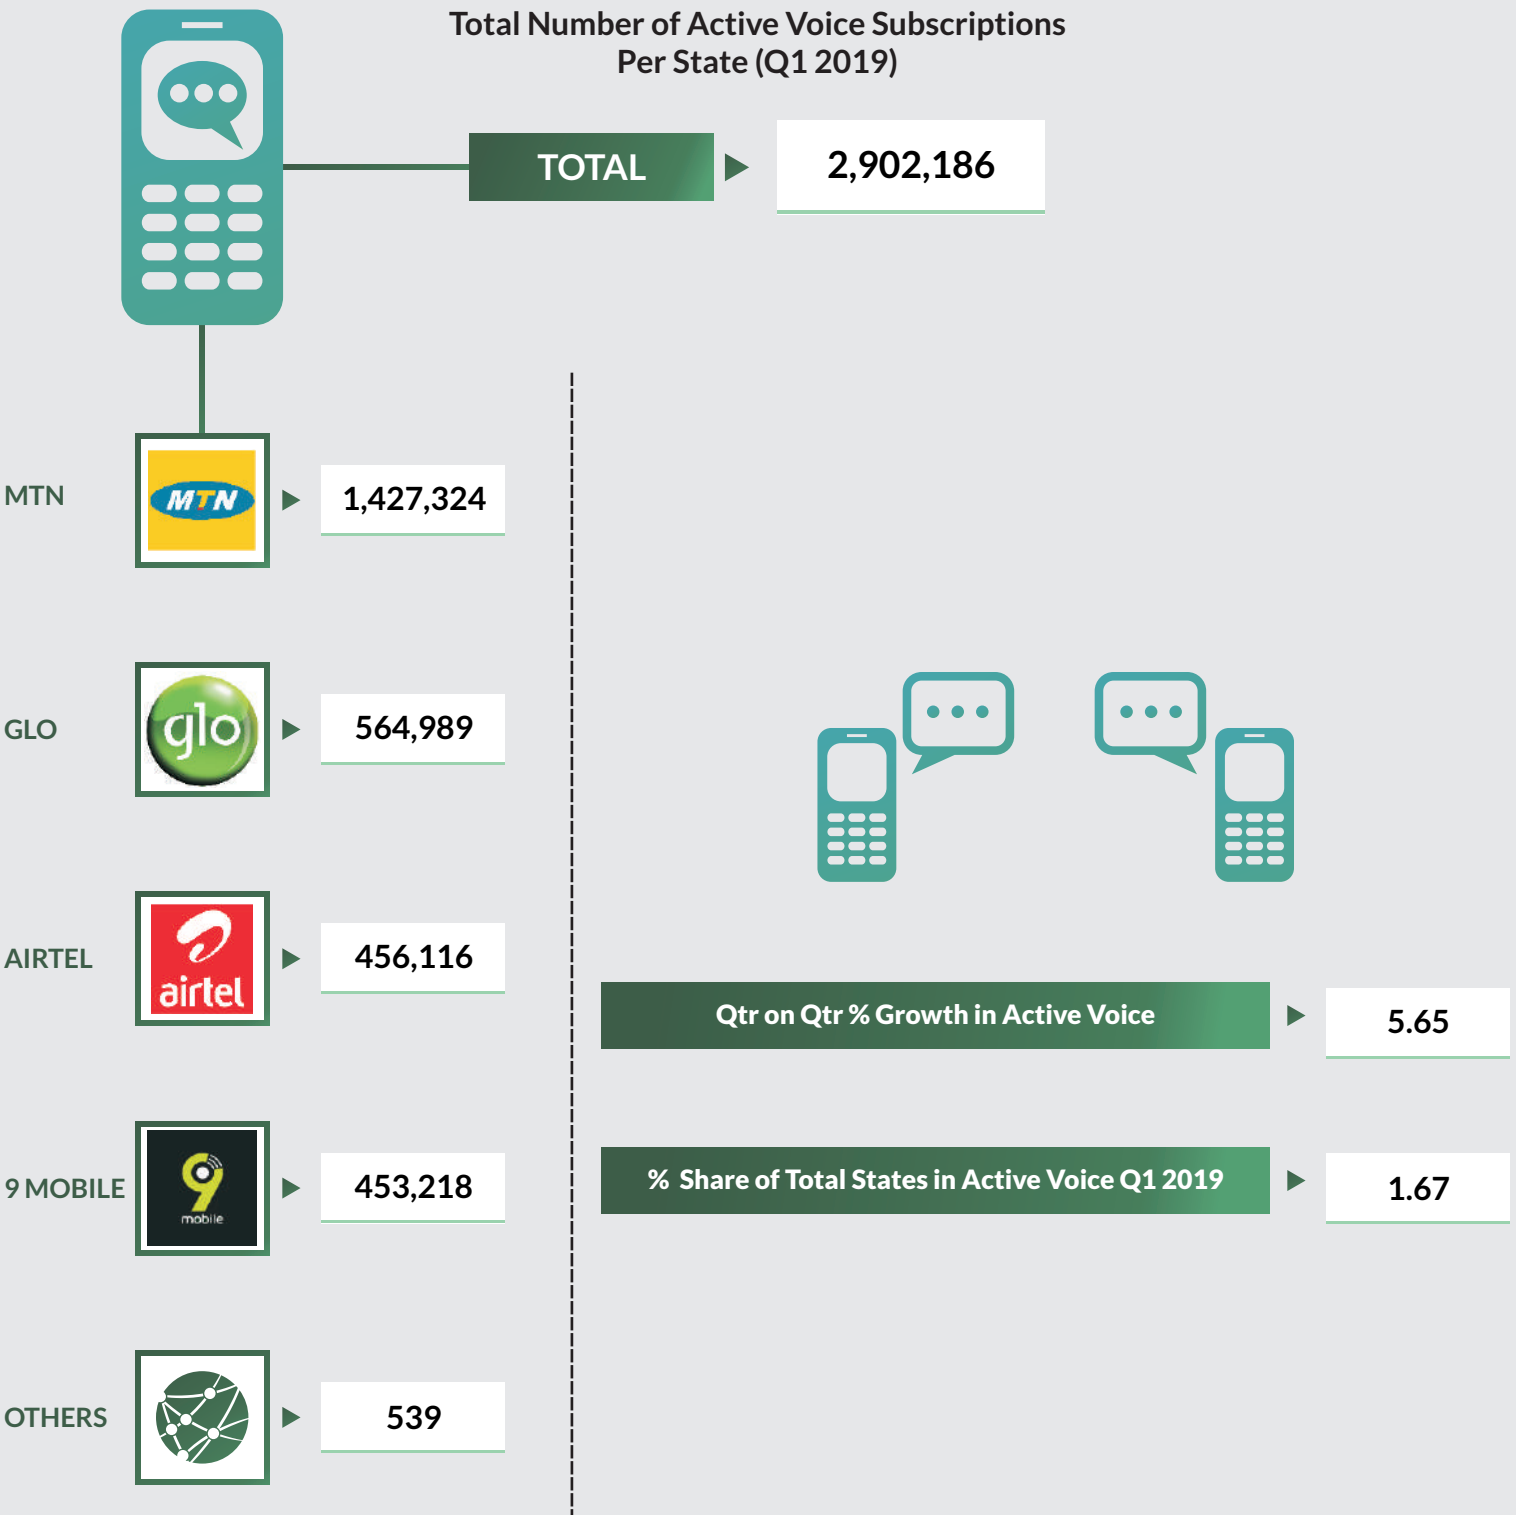 Total Number of Active Voice Subscriptions
Per State (Q1 2019)
TOTAL
2,902,186
MTN
MTN
1,427,324
GLO
glo
564,989
AIRTEL
airtel
456,116
Qtr on Qtr % Growth in Active Voice
5.65
9 MOBILE
9
mobile
453,218
% Share of Total States in Active Voice Q1 2019
1.67
OTHERS
539